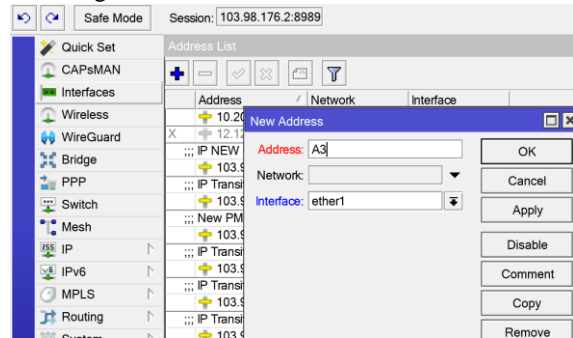 Safe Mode
Session: 103.98.176.2:8989
Quick Set
CAPsMAN
Interfaces
Wireless
WireGuard
Bridge
PPP
Switch
Mesh
IP
IPv6
MPLS
Routing
Address List
Address / Network Interface
10.20
X 12.12
;;; IP NEW
103.9
;;; IP Transi
103.9
;;; New PM
103.9
;;; IP Transi
103.9
;;; IP Transi
103.9
;;; IP Transi
103.9
New Address
Address: A3
Network:
Interface: ether1
OK
Cancel
Apply
Disable
Comment
Copy
Remove